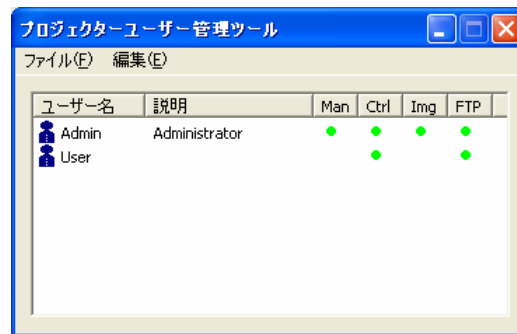 プロジェクターユーザー管理ツール
ファイル(F) 編集(E)
ユーザー名 説明 Man Ctrl Img FTP
Admin Administrator
User